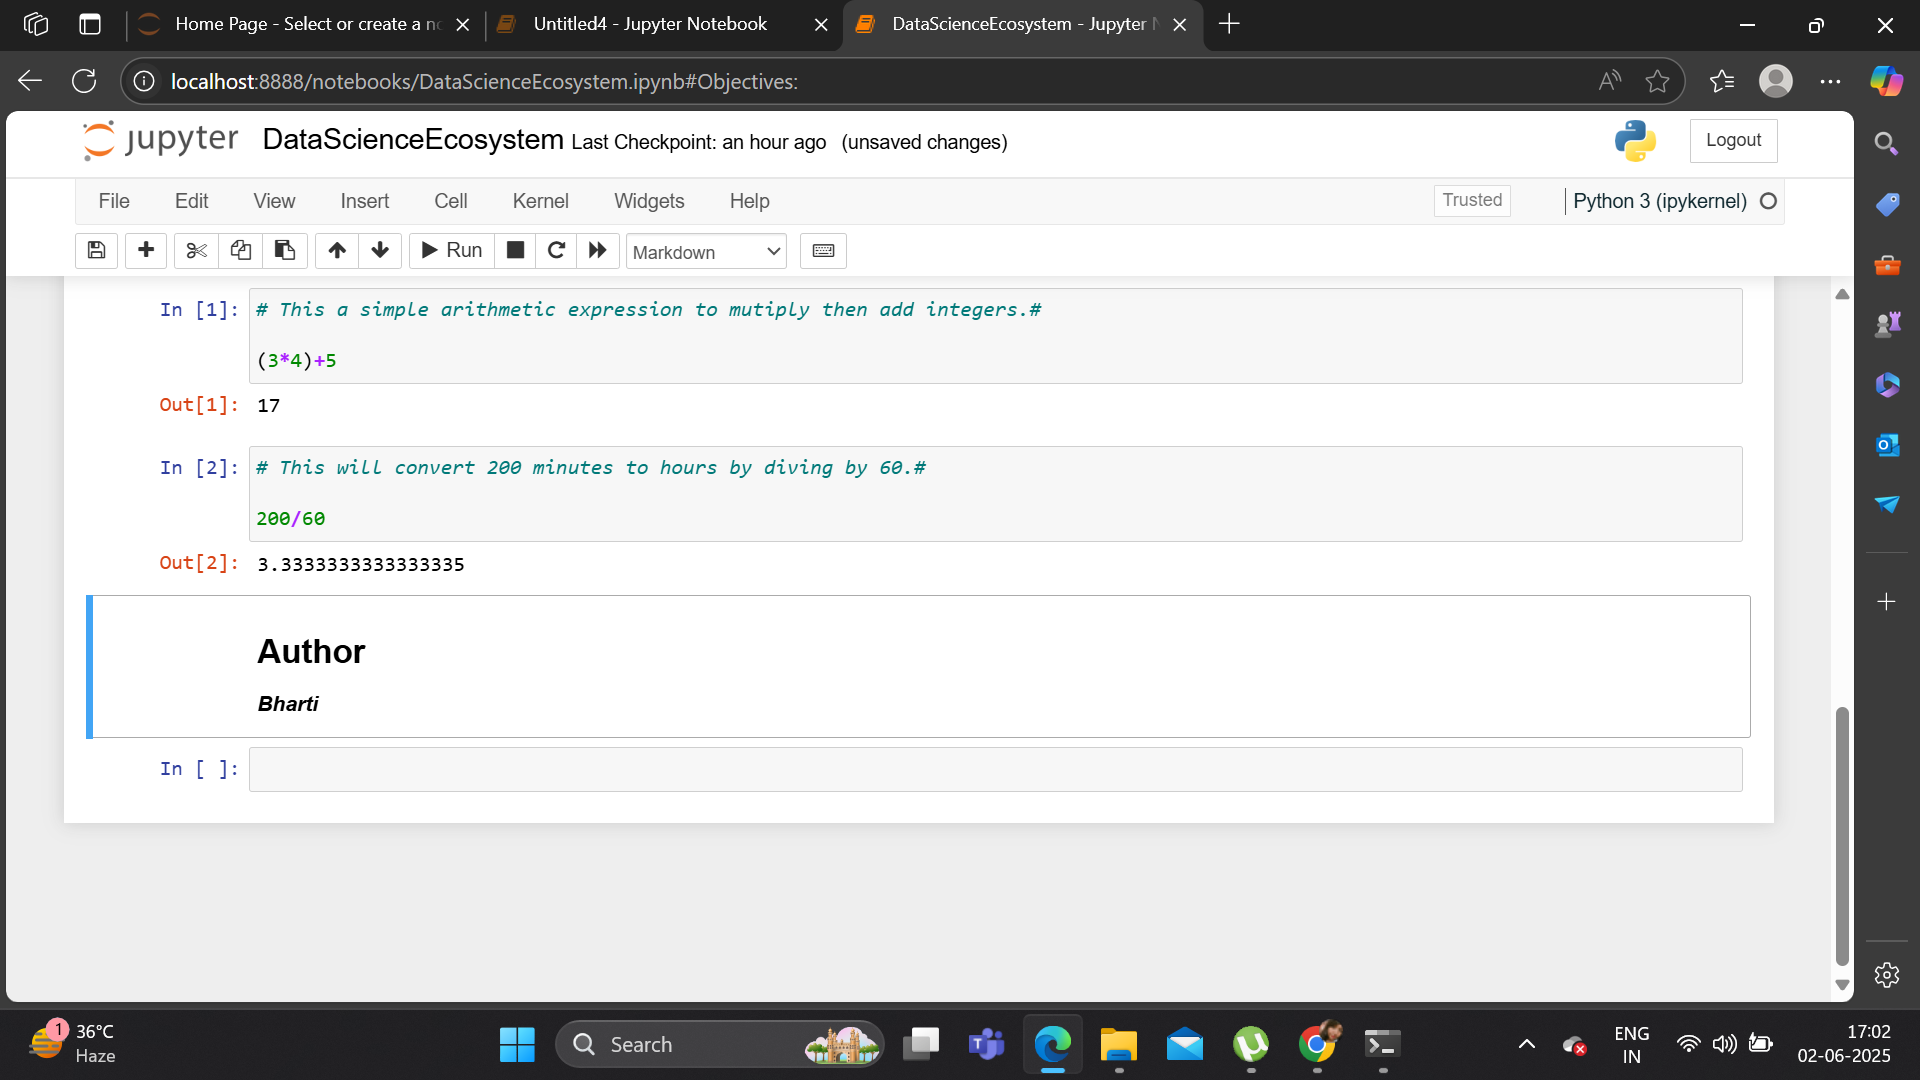 Home Page - Select or create a no
Untitled4 - Jupyter Notebook
DataScienceEcosystem - Jupyter N
localhost:8888/notebooks/DataScienceEcosystem.ipynb#Objectives:
jupyter DataScienceEcosystem Last Checkpoint: an hour ago (unsaved changes)
Logout
File Edit View Insert Cell Kernel Widgets Help
Trusted
Python 3 (ipykernel)
Run
Markdown
In [1]: # This a simple arithmetic expression to mutiply then add integers.#
(3*4)+5
Out[1]: 17
In [2]: # This will convert 200 minutes to hours by diving by 60.#
200/60
Out[2]: 3.3333333333333335
Author
Bharti
In [ ]:
1
36°C
Haze
Search
ENG
IN
17:02
02-06-2025